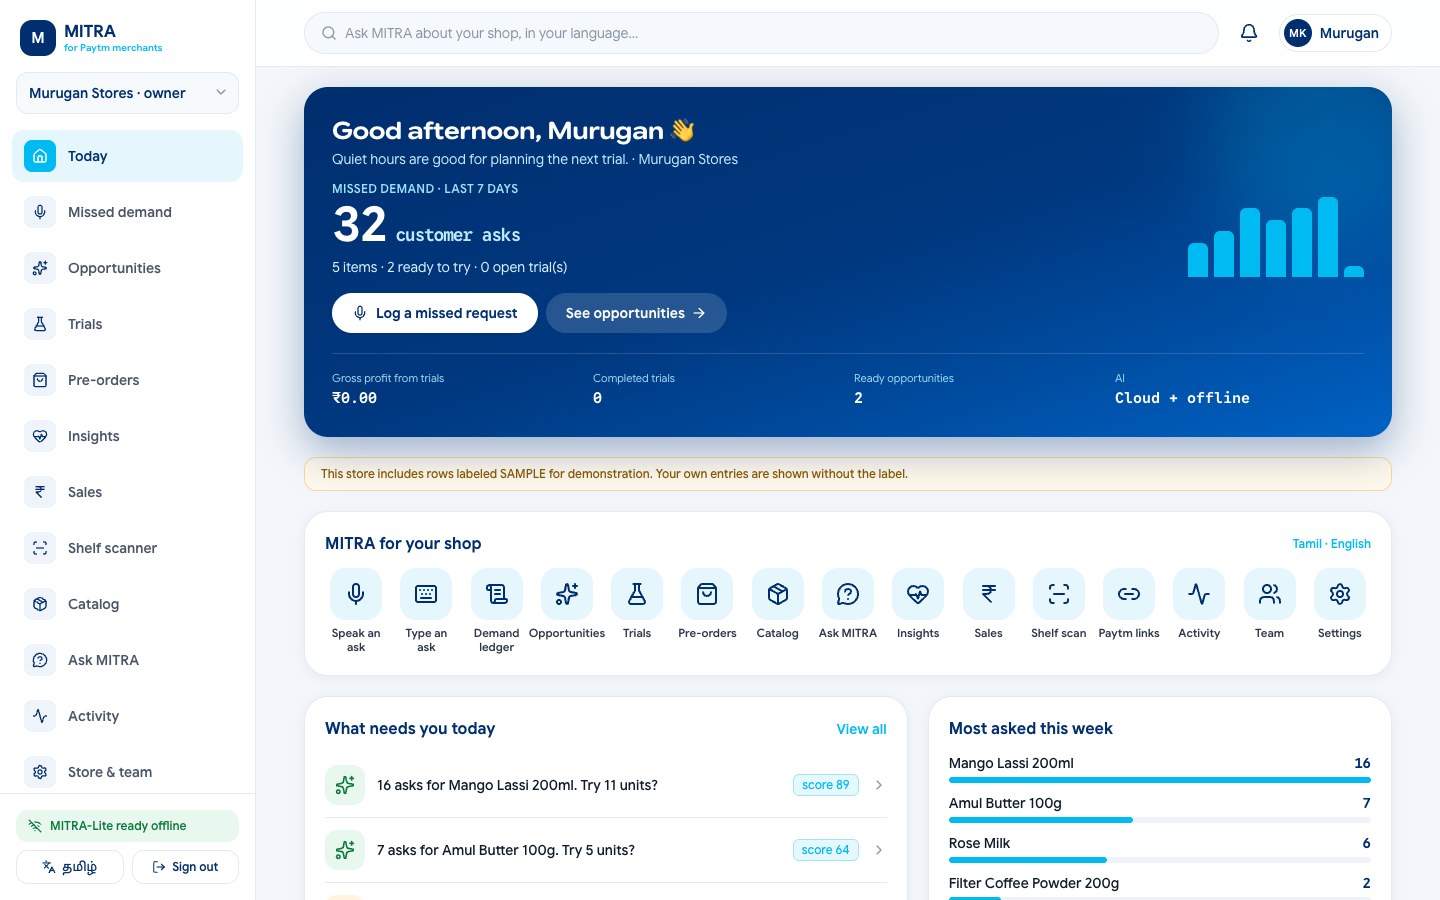 M
MITRA
for Paytm merchants
Murugan Stores · owner
Today
Missed demand
Opportunities
Trials
Pre-orders
Insights
Sales
Shelf scanner
Catalog
Ask MITRA
Activity
Store & team
MITRA-Lite ready offline
தமிழ்
Sign out
Ask MITRA about your shop, in your language...
MK
Murugan
Good afternoon, Murugan 👋
Quiet hours are good for planning the next trial. · Murugan Stores
MISSED DEMAND · LAST 7 DAYS
32 customer asks
5 items · 2 ready to try · 0 open trial(s)
Log a missed request
See opportunities
Gross profit from trials
₹0.00
Completed trials
0
Ready opportunities
2
AI
Cloud + offline
This store includes rows labeled SAMPLE for demonstration. Your own entries are shown without the label.
MITRA for your shop
Tamil · English
Speak an
ask
Type an
ask
Demand
ledger
Opportunities
Trials
Pre-orders
Catalog
Ask MITRA
Insights
Sales
Shelf scan
Paytm links
Activity
Team
Settings
What needs you today
View all
16 asks for Mango Lassi 200ml. Try 11 units?
score 89
7 asks for Amul Butter 100g. Try 5 units?
score 64
Most asked this week
Mango Lassi 200ml
16
Amul Butter 100g
7
Rose Milk
6
Filter Coffee Powder 200g
2